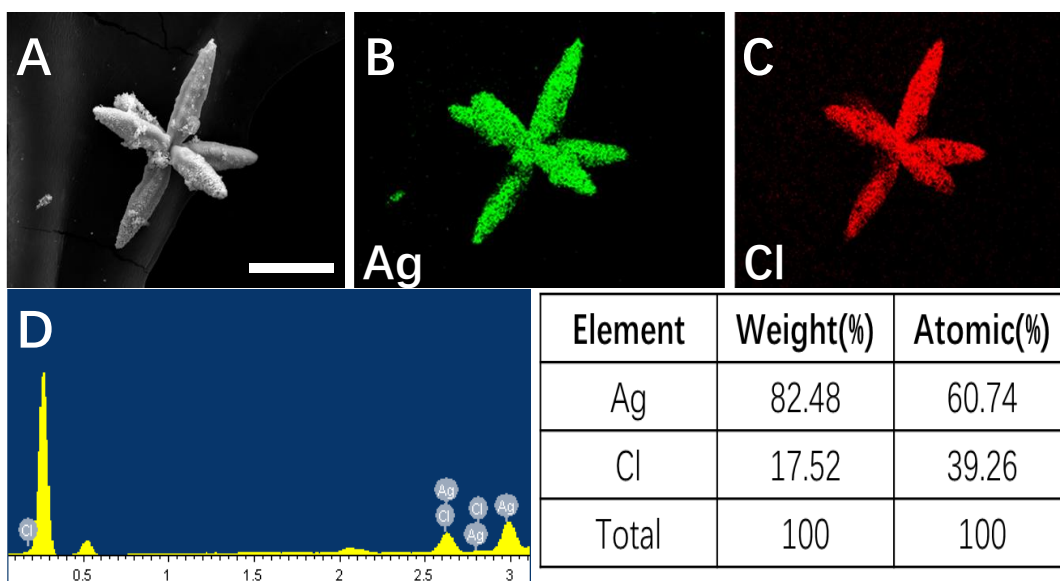 A
B
C
Ag
Cl
D
Cl
Ag
Cl
Cl
Ag
Ag
0.5
1
1.5
2
2.5
3
Element Weight(%) Atomic(%)
Ag 82.48 60.74
Cl 17.52 39.26
Total 100 100